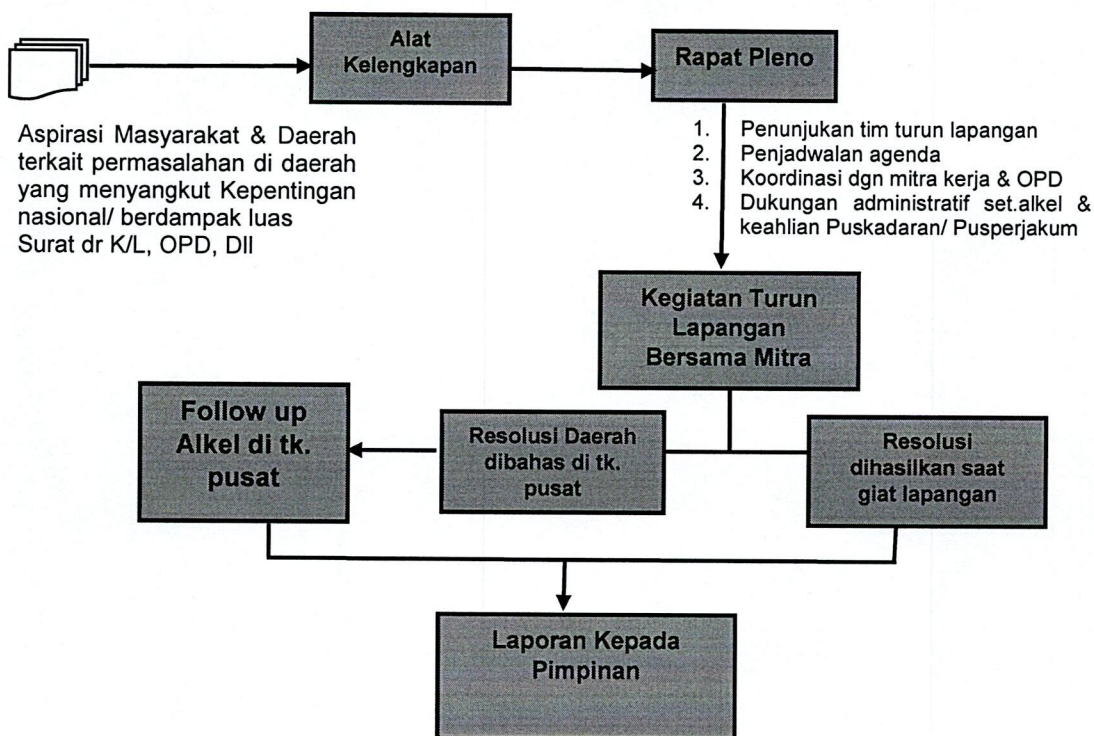 Alat
Kelengkapan
Rapat Pleno
Aspirasi Masyarakat & Daerah
terkait permasalahan di daerah
yang menyangkut Kepentingan
nasional/ berdampak luas
Surat dr K/L, OPD, Dll
1. Penunjukan tim turun lapangan
2. Penjadwalan agenda
3. Koordinasi dgn mitra kerja & OPD
4. Dukungan administratif set.alkel &
keahlian Puskadaran/ Pusperjakum
Kegiatan Turun
Lapangan
Bersama Mitra
Follow up
Alkel di tk.
pusat
Resolusi Daerah
dibahas di tk.
pusat
Resolusi
dihasilkan saat
giat lapangan
Laporan Kepada
Pimpinan